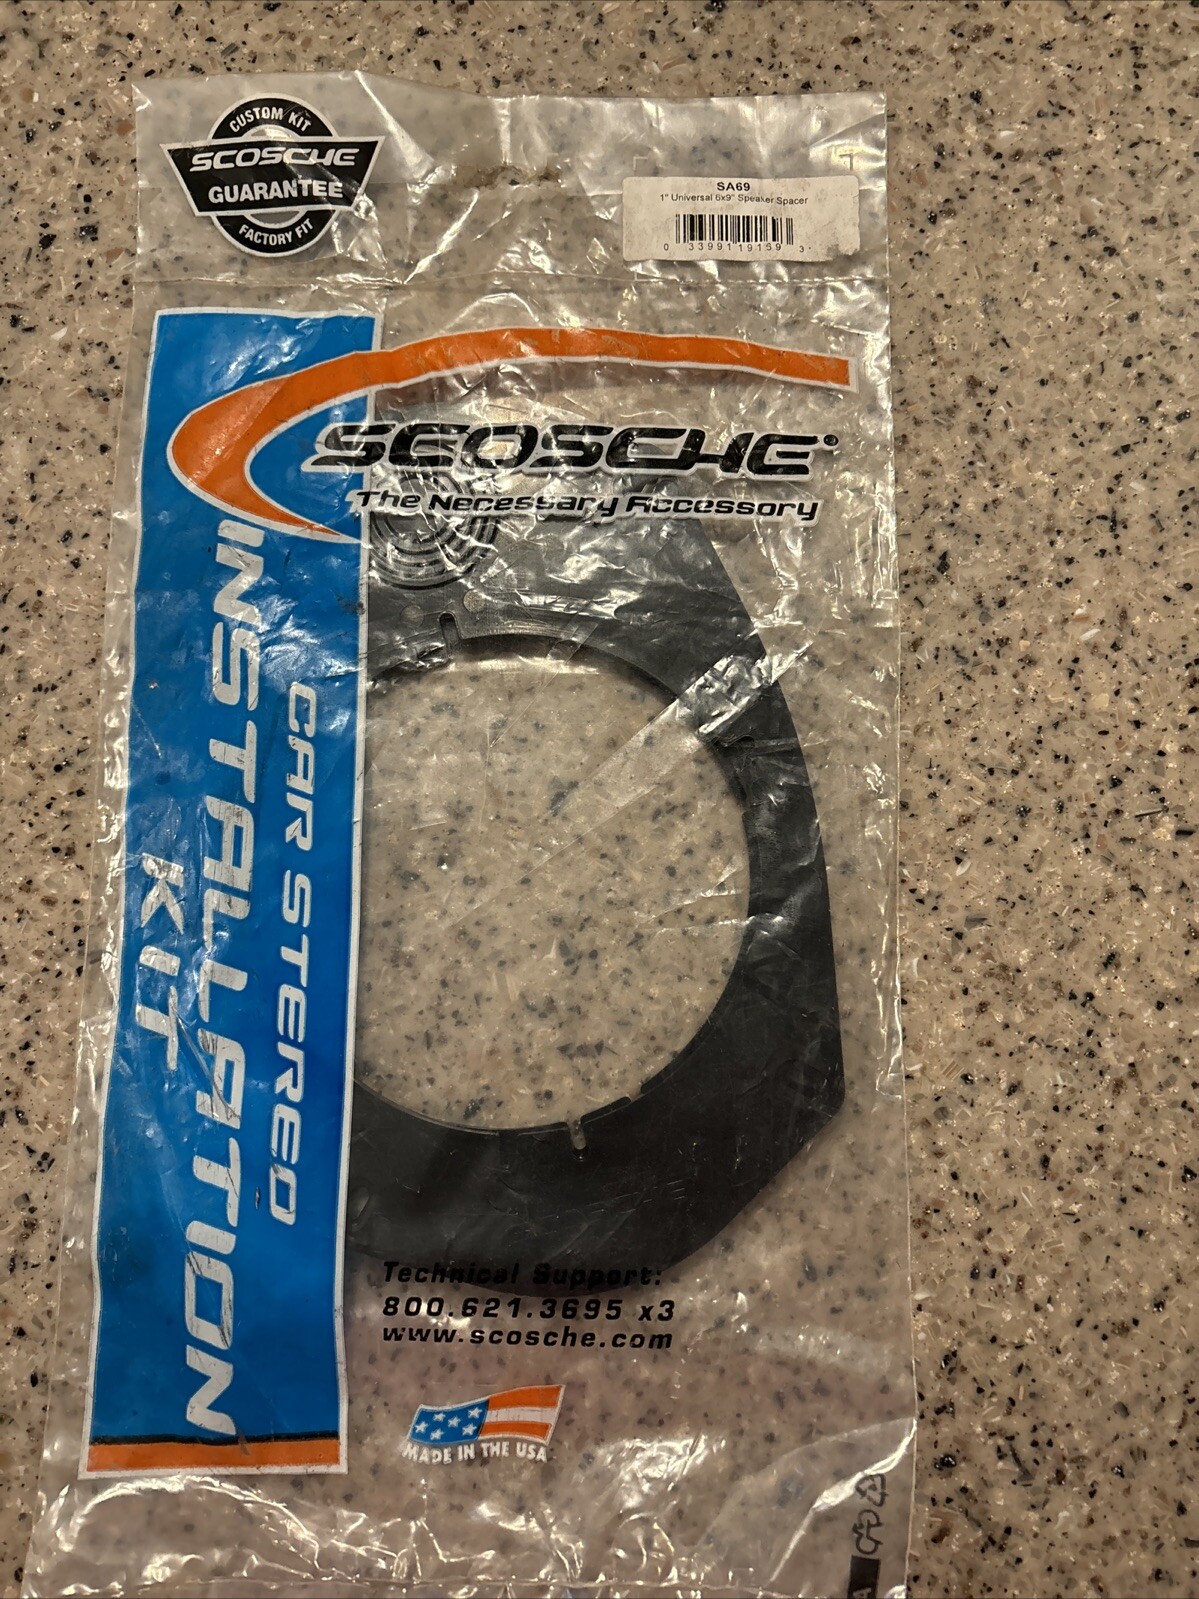 CUSTOM KIT
SCOSCHE
GUARANTEE
FACTORY FIT
SA69
1" Universal 6x9" Speaker Spacer
0 33991 19159 3
SCOSCHE
The Necessary Accessory
CAR STEREO
INSTALLATION
KIT
Technical Support:
800.621.3695 x3
www.scosche.com
MADE IN THE USA